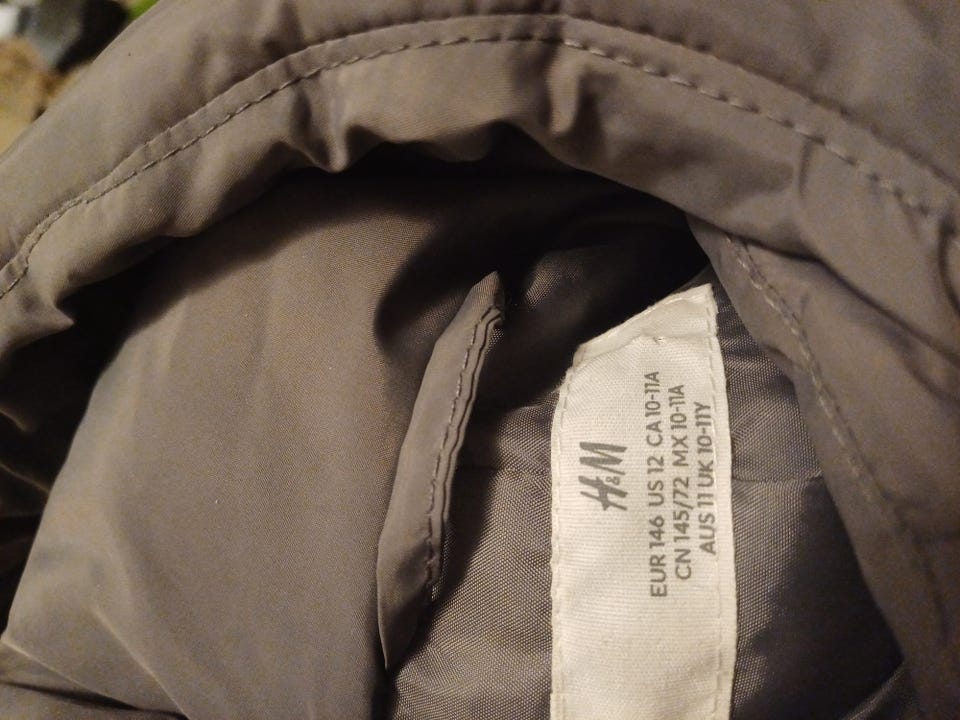 H&M
EUR 146 US 12 CA 10-11A
CN 145/72 MX 10-11A
AUS 11 UK 10-11Y